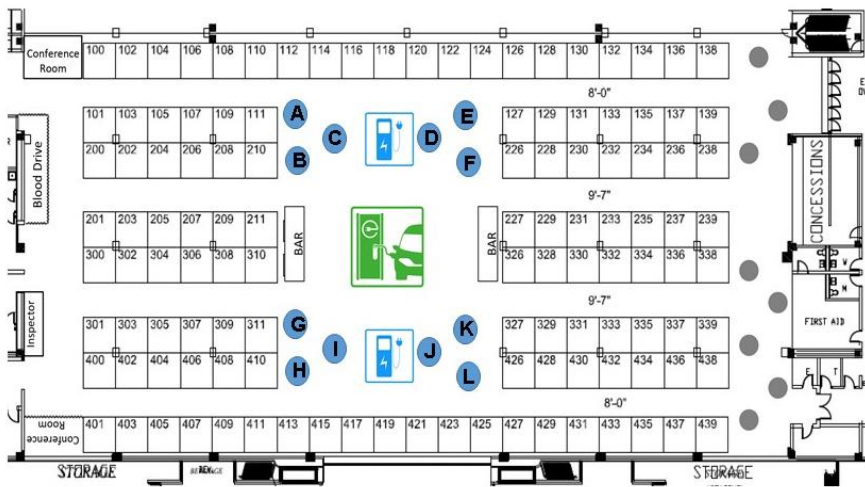 100 102 104 106 108 110 112 114 116 118 120 122 124 126 128 130 132 134 136 138
Conference
Room
8'-0"
101 103 105 107 109 111
A
E
127 129 131 133 135 137 139
C
D
200 202 204 206 208 210
B
F
226 228 230 232 234 236 238
Blood Drive
CONCESSIONS
9'-7"
201 203 205 207 209 211
BAR
BAR
227 229 231 233 235 237 239
300 302 304 306 308 310
326 328 330 332 334 336 338
W
M
9'-7"
Inspector
301 303 305 307 309 311
G
K
327 329 331 333 335 337 339
FIRST AID
I
J
400 402 404 406 408 410
H
L
426 428 430 432 434 436 438
E
T
8'-0"
Conference
Room
401 403 405 407 409 411 413 415 417 419 421 423 425 427 429 431 433 435 437 439
STORAGE
STORAGE